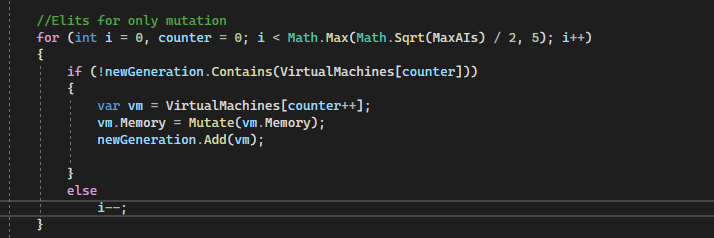 //Elits for only mutation
for (int i = 0, counter = 0; i < Math.Max(Math.Sqrt(MaxAIs) / 2, 5); i++)
{
if (!newGeneration.Contains(VirtualMachines[counter]))
{
var vm = VirtualMachines[counter++];
vm.Memory = Mutate(vm.Memory);
newGeneration.Add(vm);
}
else
i--;
}